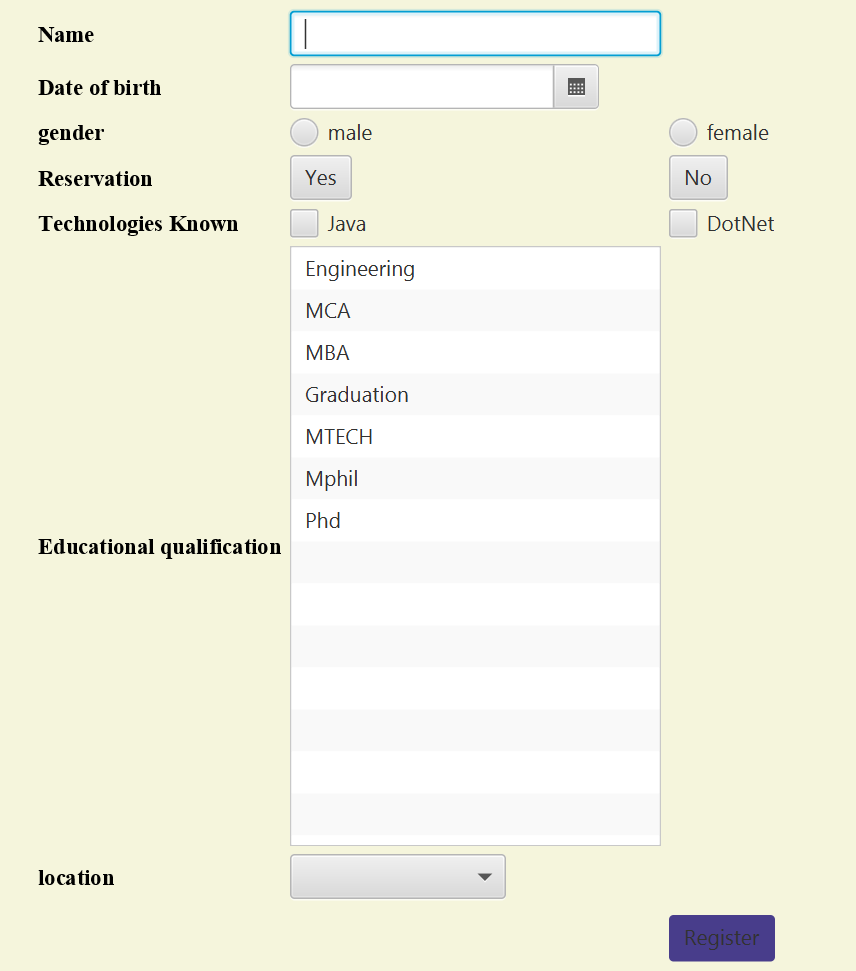 Name
Date of birth
gender male female
Reservation Yes No
Technologies Known Java DotNet
Engineering
MCA
MBA
Graduation
MTECH
Mphil
Phd
Educational qualification
location
Register